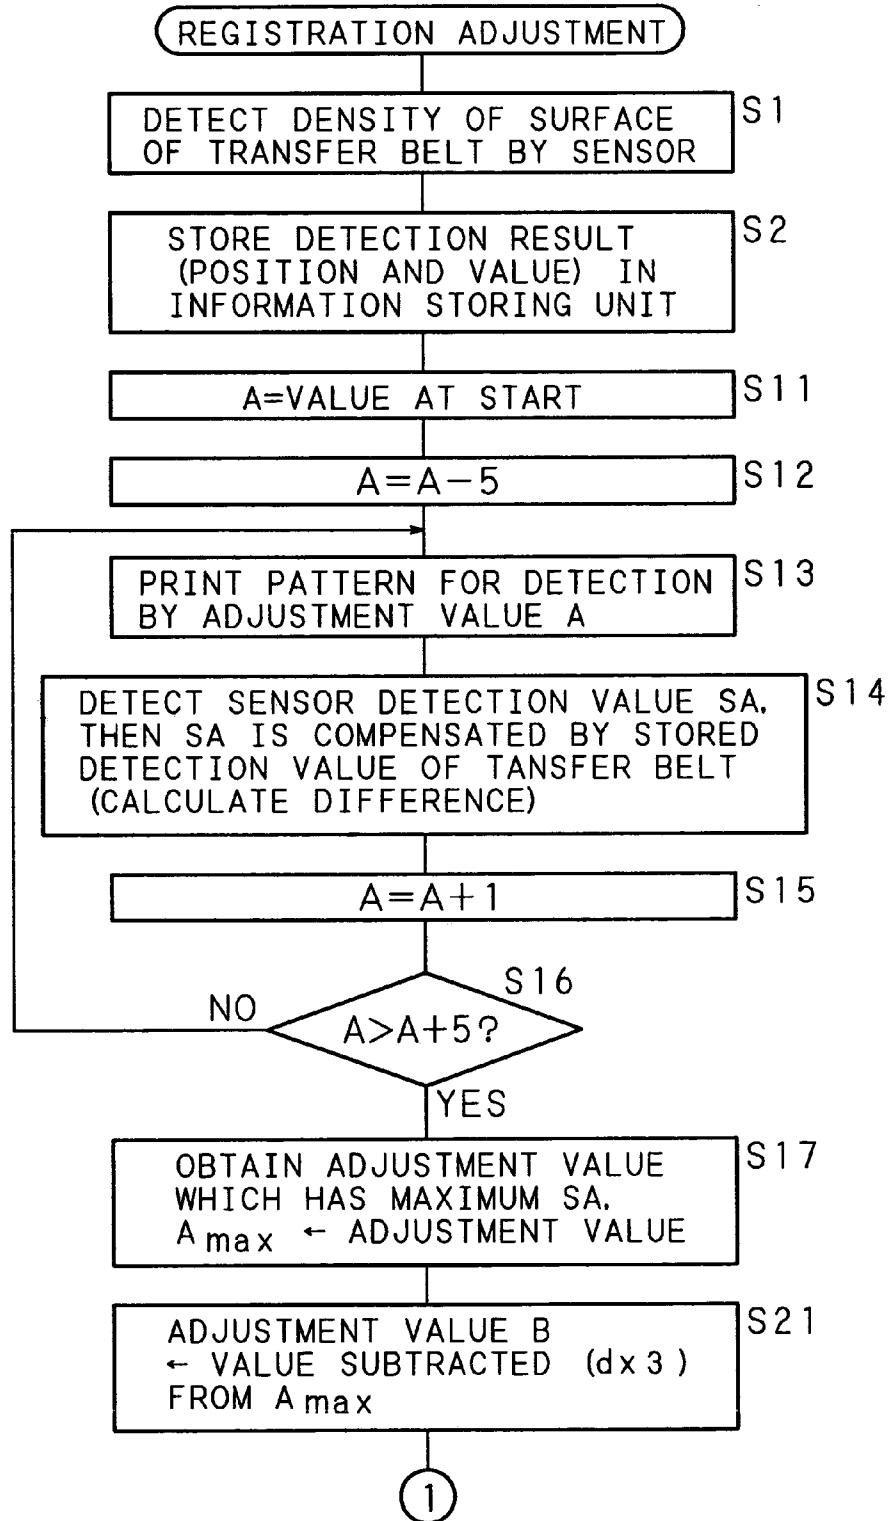 REGISTRATION ADJUSTMENT
S1
DETECT DENSITY OF SURFACE
OF TRANSFER BELT BY SENSOR
S2
STORE DETECTION RESULT
(POSITION AND VALUE) IN
INFORMATION STORING UNIT
S11
A=VALUE AT START
S12
A=A-5
S13
PRINT PATTERN FOR DETECTION
BY ADJUSTMENT VALUE A
S14
DETECT SENSOR DETECTION VALUE SA,
THEN SA IS COMPENSATED BY STORED
DETECTION VALUE OF TANSFER BELT
(CALCULATE DIFFERENCE)
S15
A=A+1
S16
NO
A>A+5?
YES
S17
OBTAIN ADJUSTMENT VALUE
WHICH HAS MAXIMUM SA.
A max ← ADJUSTMENT VALUE
S21
ADJUSTMENT VALUE B
← VALUE SUBTRACTED (dx3)
FROM A max
1